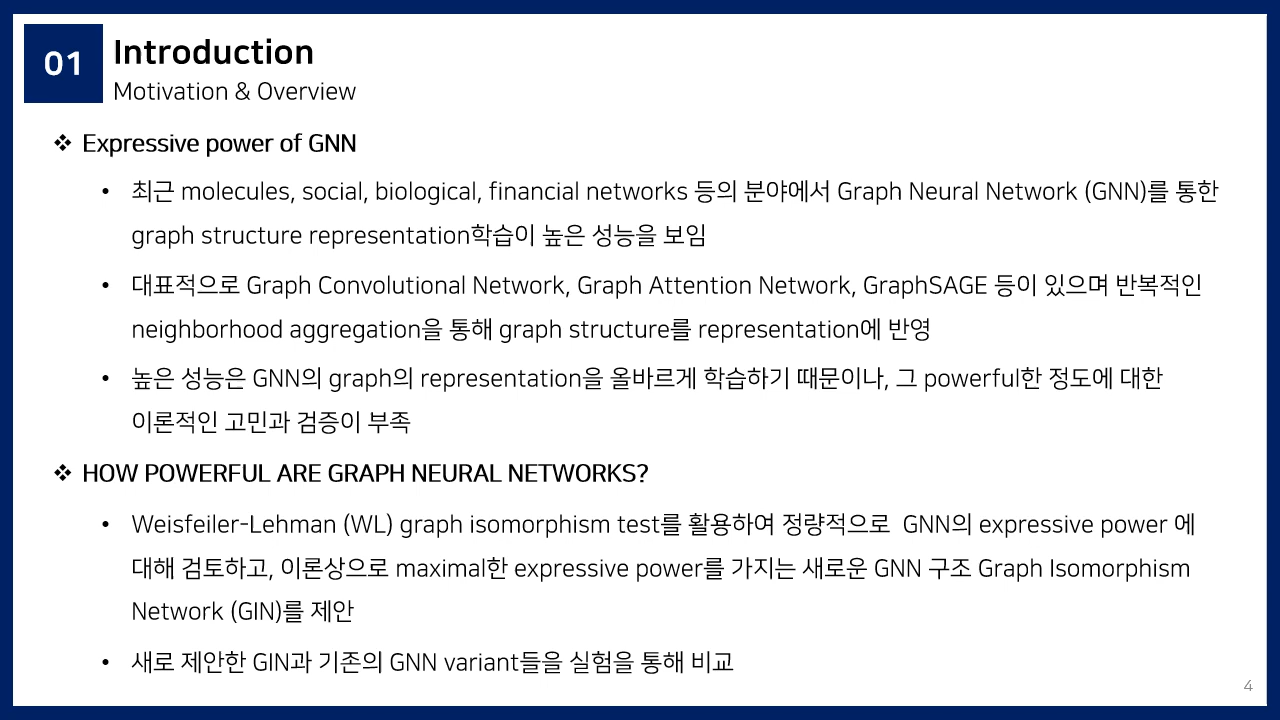 01
Introduction
Motivation & Overview
❖ Expressive power of GNN
• 최근 molecules, social, biological, financial networks 등의 분야에서 Graph Neural Network (GNN)를 통한
graph structure representation학습이 높은 성능을 보임
• 대표적으로 Graph Convolutional Network, Graph Attention Network, GraphSAGE 등이 있으며 반복적인
neighborhood aggregation을 통해 graph structure를 representation에 반영
• 높은 성능은 GNN의 graph의 representation을 올바르게 학습하기 때문이나, 그 powerful한 정도에 대한
이론적인 고민과 검증이 부족
❖ HOW POWERFUL ARE GRAPH NEURAL NETWORKS?
• Weisfeiler-Lehman (WL) graph isomorphism test를 활용하여 정량적으로  GNN의 expressive power 에
대해 검토하고, 이론상으로 maximal한 expressive power를 가지는 새로운 GNN 구조 Graph Isomorphism
Network (GIN)를 제안
• 새로 제안한 GIN과 기존의 GNN variant들을 실험을 통해 비교
4